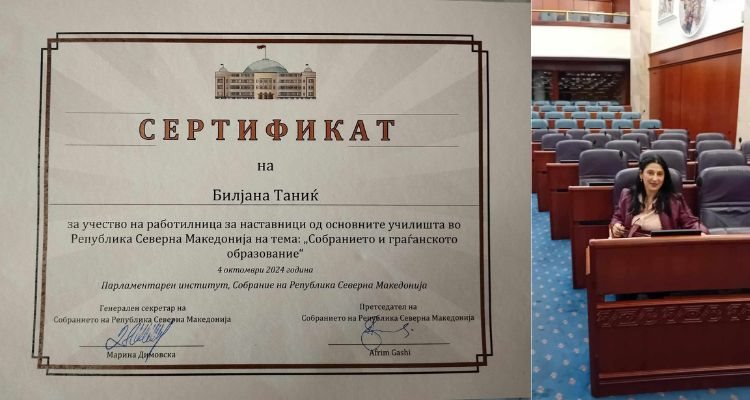 СЕРТИФИКАТ
на
Билјана Таниќ
за учество на работилница за наставници од основните училишта во
Република Северна Македонија на тема: „Собранието и граѓанското
образование“
4 октомври 2024 година
Парламентарен институт, Собрание на Република Северна Македонија
Генерален секретар на
Собранието на Република Северна Македонија
Марина Димовска
Претседател на
Собранието на Република Северна Македонија
Afrim Gashi